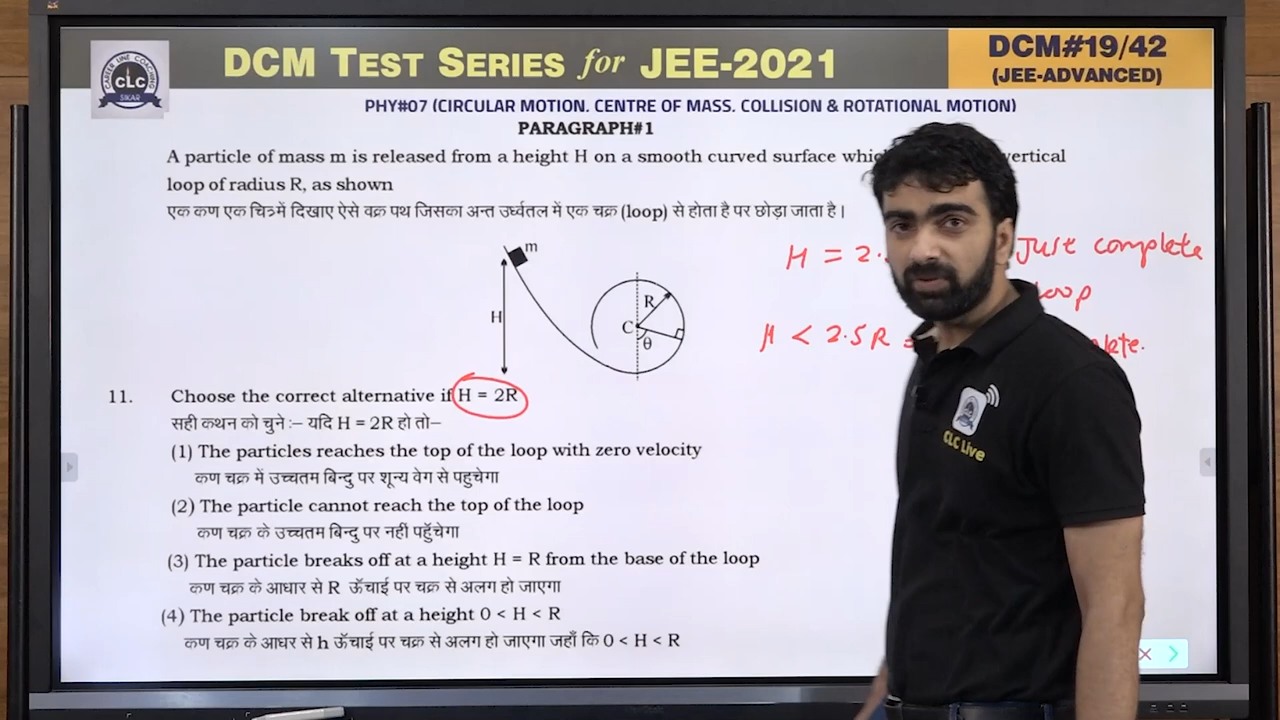 DCM TEST SERIES for JEE-2021
DCM#19/42
(JEE-ADVANCED)
CAREER LINE COACHING
CLC
SIKAR
PHY#07 (CIRCULAR MOTION. CENTRE OF MASS. COLLISION & ROTATIONAL MOTION)
PARAGRAPH#1
A particle of mass m is released from a height H on a smooth curved surface vertical
loop of radius R, as shown
एक कण एक चित्र में दिखाए ऐसे वक्र पथ जिसका अन्त उर्ध्वतल में एक चक्र (loop) से होता है पर छोड़ा जाता है।
m
H
R
C
θ
H = 2. Just complete
loop
H < 2.5R =
11. Choose the correct alternative if H = 2R
सही कथन को चुने :– यदि H = 2R हो तो–
(1) The particles reaches the top of the loop with zero velocity
कण चक्र में उच्चतम बिन्दु पर शून्य वेग से पहुचेगा
(2) The particle cannot reach the top of the loop
कण चक्र के उच्चतम बिन्दु पर नहीं पहुँचेगा
(3) The particle breaks off at a height H = R from the base of the loop
कण चक्र के आधार से R ऊँचाई पर चक्र से अलग हो जाएगा
(4) The particle break off at a height 0 < H < R
कण चक्र के आधर से h ऊँचाई पर चक्र से अलग हो जाएगा जहाँ कि 0 < H < R
CLC Live